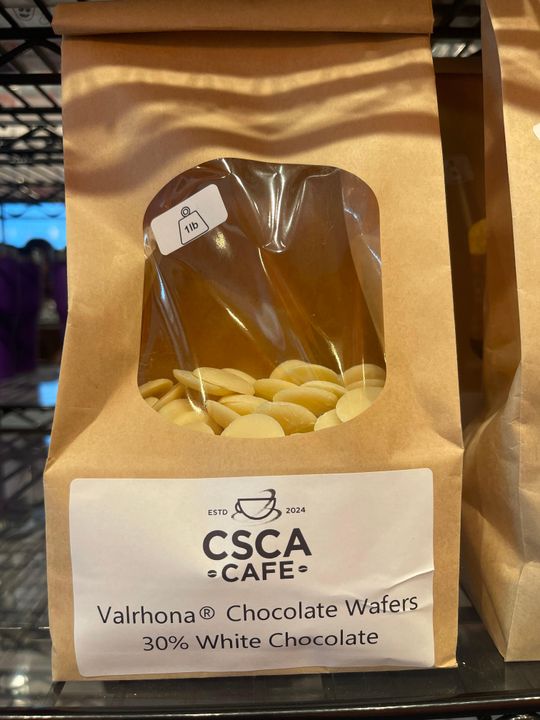 1lb
ESTD 2024
CSCA
CAFE
Valrhona® Chocolate Wafers
30% White Chocolate